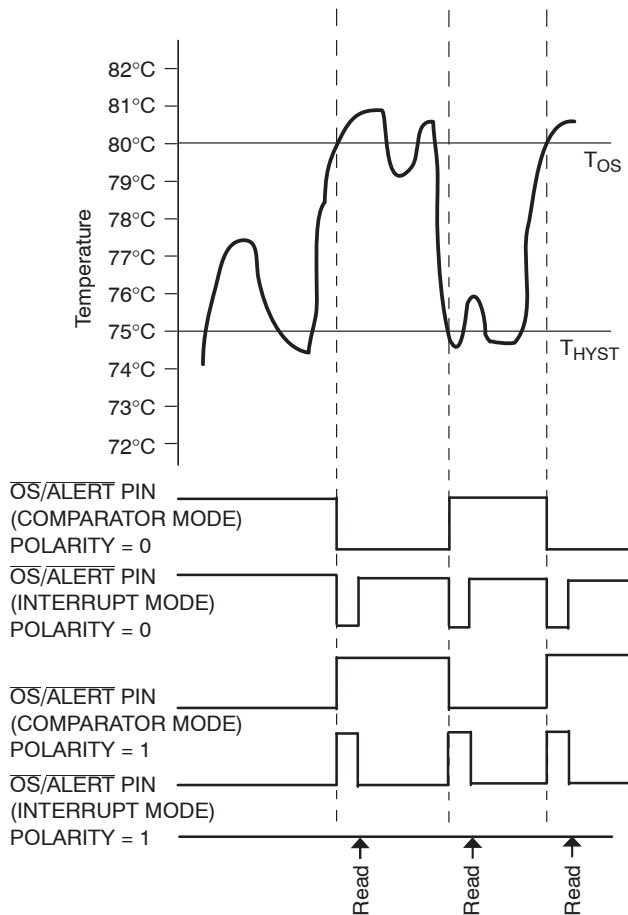 82°C
81°C
80°C
79°C
78°C
77°C
76°C
75°C
74°C
73°C
72°C
Temperature
TOS
THYST
OS/ALERT PIN
(COMPARATOR MODE)
POLARITY = 0
OS/ALERT PIN
(INTERRUPT MODE)
POLARITY = 0
OS/ALERT PIN
(COMPARATOR MODE)
POLARITY = 1
OS/ALERT PIN
(INTERRUPT MODE)
POLARITY = 1
Read
Read
Read